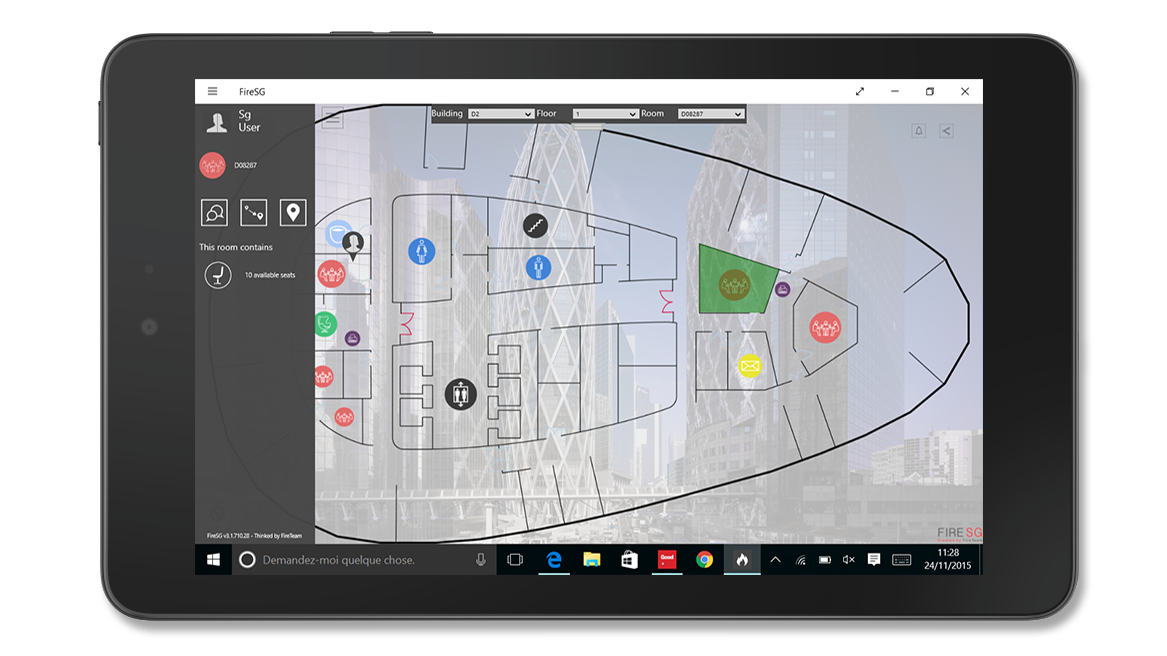 FireSG
Sg
User
Building D2 Floor 1 Room D08287
D08287
This room contains
10 available seats
FireSG v3.1.710.28 - Thinked by FireTeam
FIRE SG
Demandez-moi quelque chose.
Good
11:28
24/11/2015